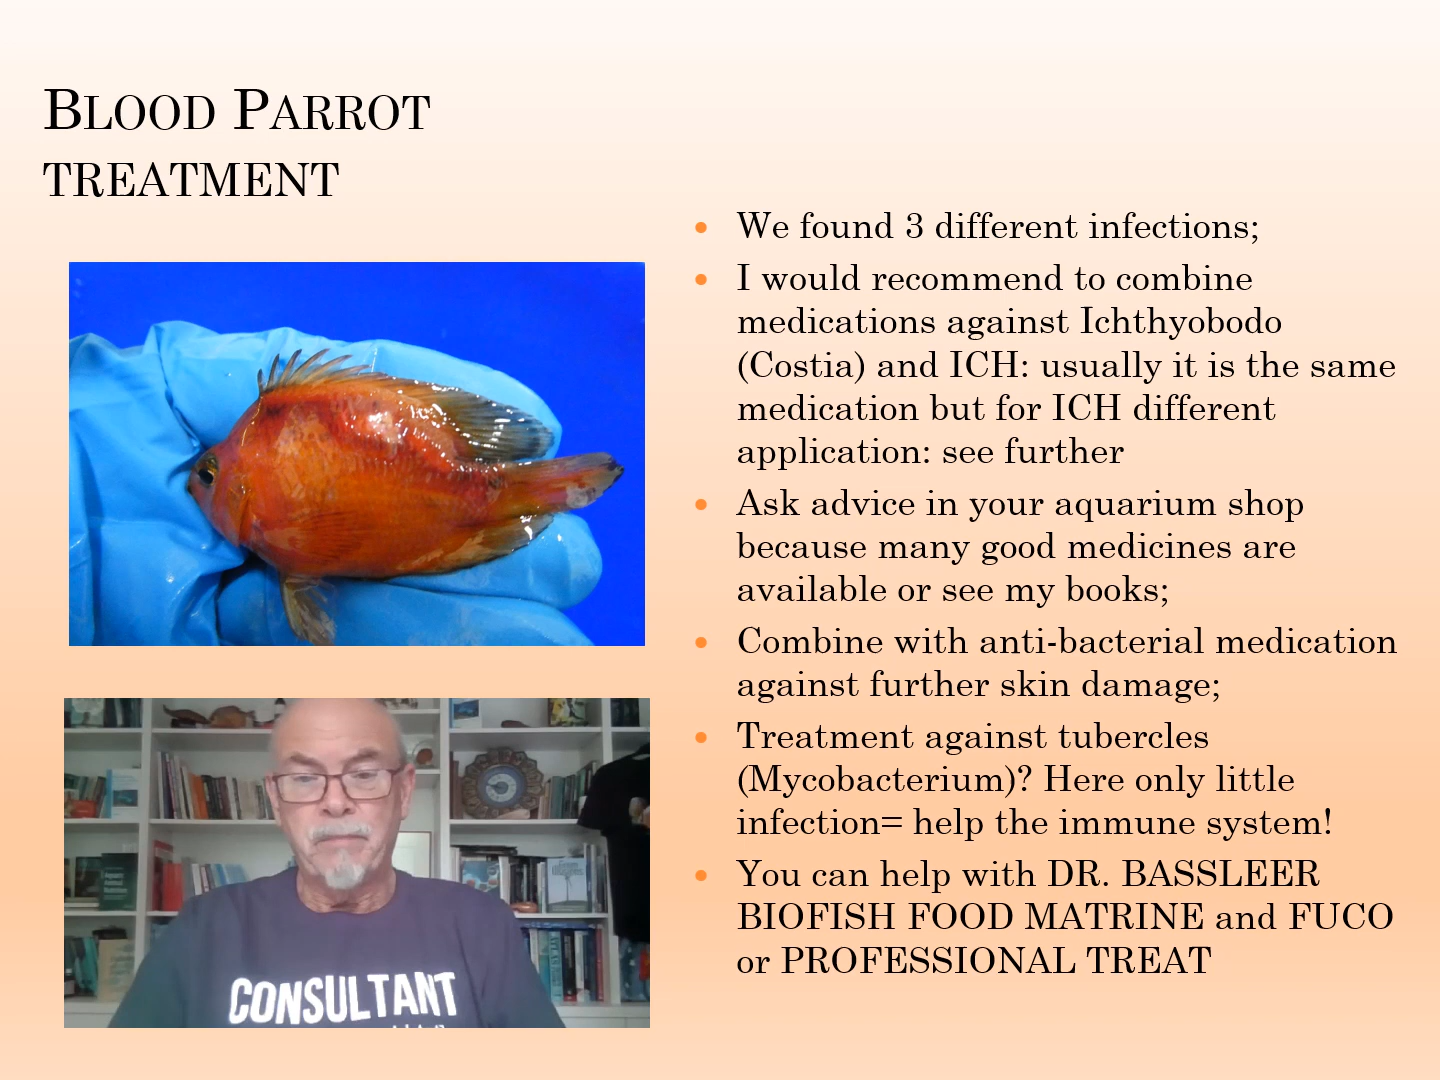 BLOOD PARROT
TREATMENT
• We found 3 different infections;
• I would recommend to combine
medications against Ichthyobodo
(Costia) and ICH: usually it is the same
medication but for ICH different
application: see further
• Ask advice in your aquarium shop
because many good medicines are
available or see my books;
• Combine with anti-bacterial medication
against further skin damage;
• Treatment against tubercles
(Mycobacterium)? Here only little
infection= help the immune system!
• You can help with DR. BASSLEER
BIOFISH FOOD MATRINE and FUCO
or PROFESSIONAL TREAT
CONSULTANT